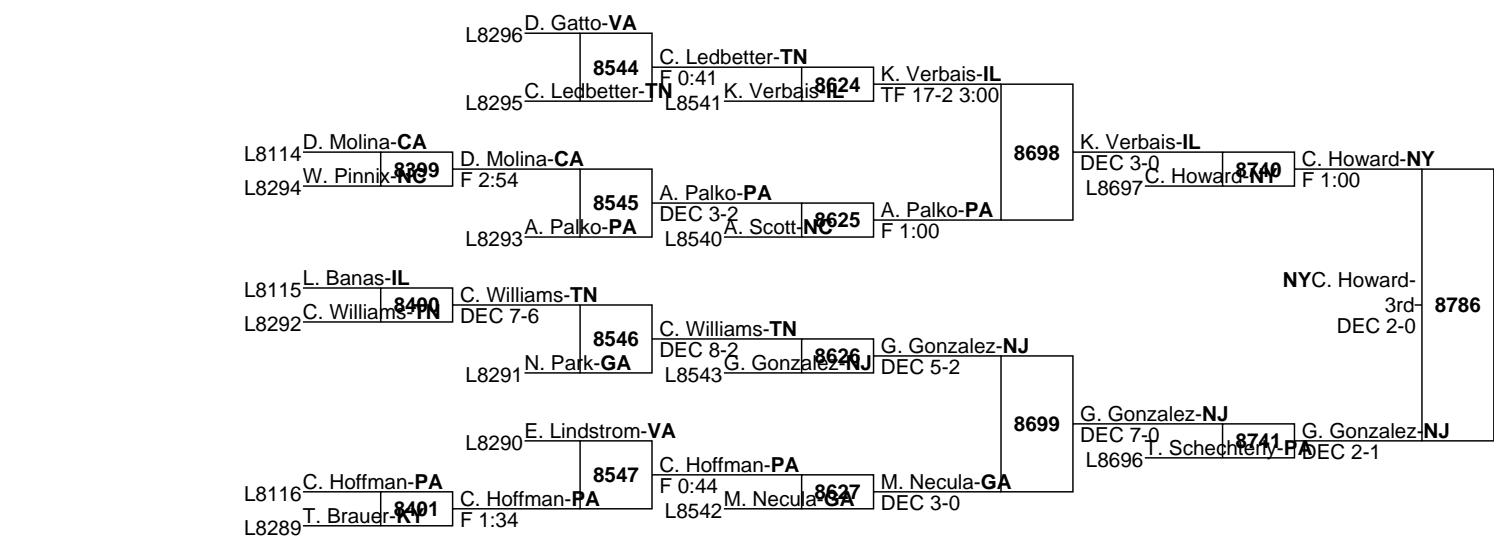 L8296 D. Gatto-VA
8544
C. Ledbetter-TN
F 0:41
L8295 C. Ledbetter-TN
L8541 K. Verbais-IL
8624
K. Verbais-IL
TF 17-2 3:00
L8114 D. Molina-CA
8399
L8294 W. Pinnix-NC
D. Molina-CA
F 2:54
8545
L8293 A. Palko-PA
A. Palko-PA
DEC 3-2
8625
L8540 A. Scott-NC
A. Palko-PA
F 1:00
8698
K. Verbais-IL
DEC 3-0
8740
L8697 C. Howard-NY
C. Howard-NY
F 1:00
L8115 L. Banas-IL
8400
L8292 C. Williams-TN
C. Williams-TN
DEC 7-6
8546
L8291 N. Park-GA
C. Williams-TN
DEC 8-2
8626
L8543 G. Gonzalez-NJ
G. Gonzalez-NJ
DEC 5-2
NYC. Howard-
3rd
DEC 2-0
8786
L8290 E. Lindstrom-VA
8547
L8116 C. Hoffman-PA
8401
L8289 T. Brauer-KY
C. Hoffman-PA
F 1:34
C. Hoffman-PA
F 0:44
8627
L8542 M. Necula-GA
M. Necula-GA
DEC 3-0
8699
G. Gonzalez-NJ
DEC 7-0
8741
L8696 T. Schechterly-PA
G. Gonzalez-NJ
DEC 2-1